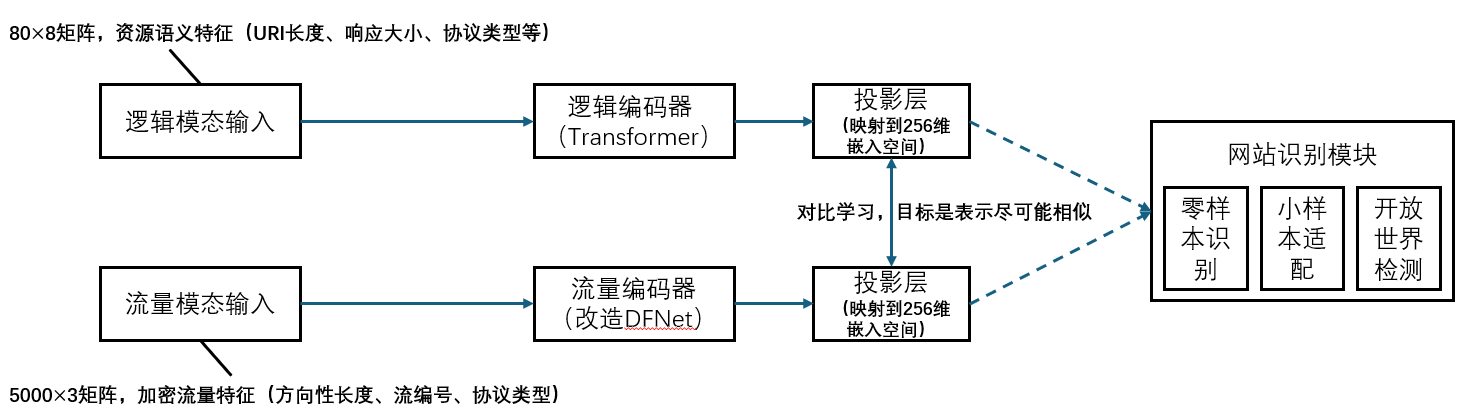 80×8矩阵，资源语义特征（URI长度、响应大小、协议类型等）
逻辑模态输入
逻辑编码器
（Transformer）
投影层
（映射到256维
嵌入空间）
网站识别模块
零样
本识
别
小样
本适
配
开放
世界
检测
对比学习，目标是表示尽可能相似
流量模态输入
流量编码器
（改造DFNet）
投影层
（映射到256维
嵌入空间）
5000×3矩阵，加密流量特征（方向性长度、流编号、协议类型）